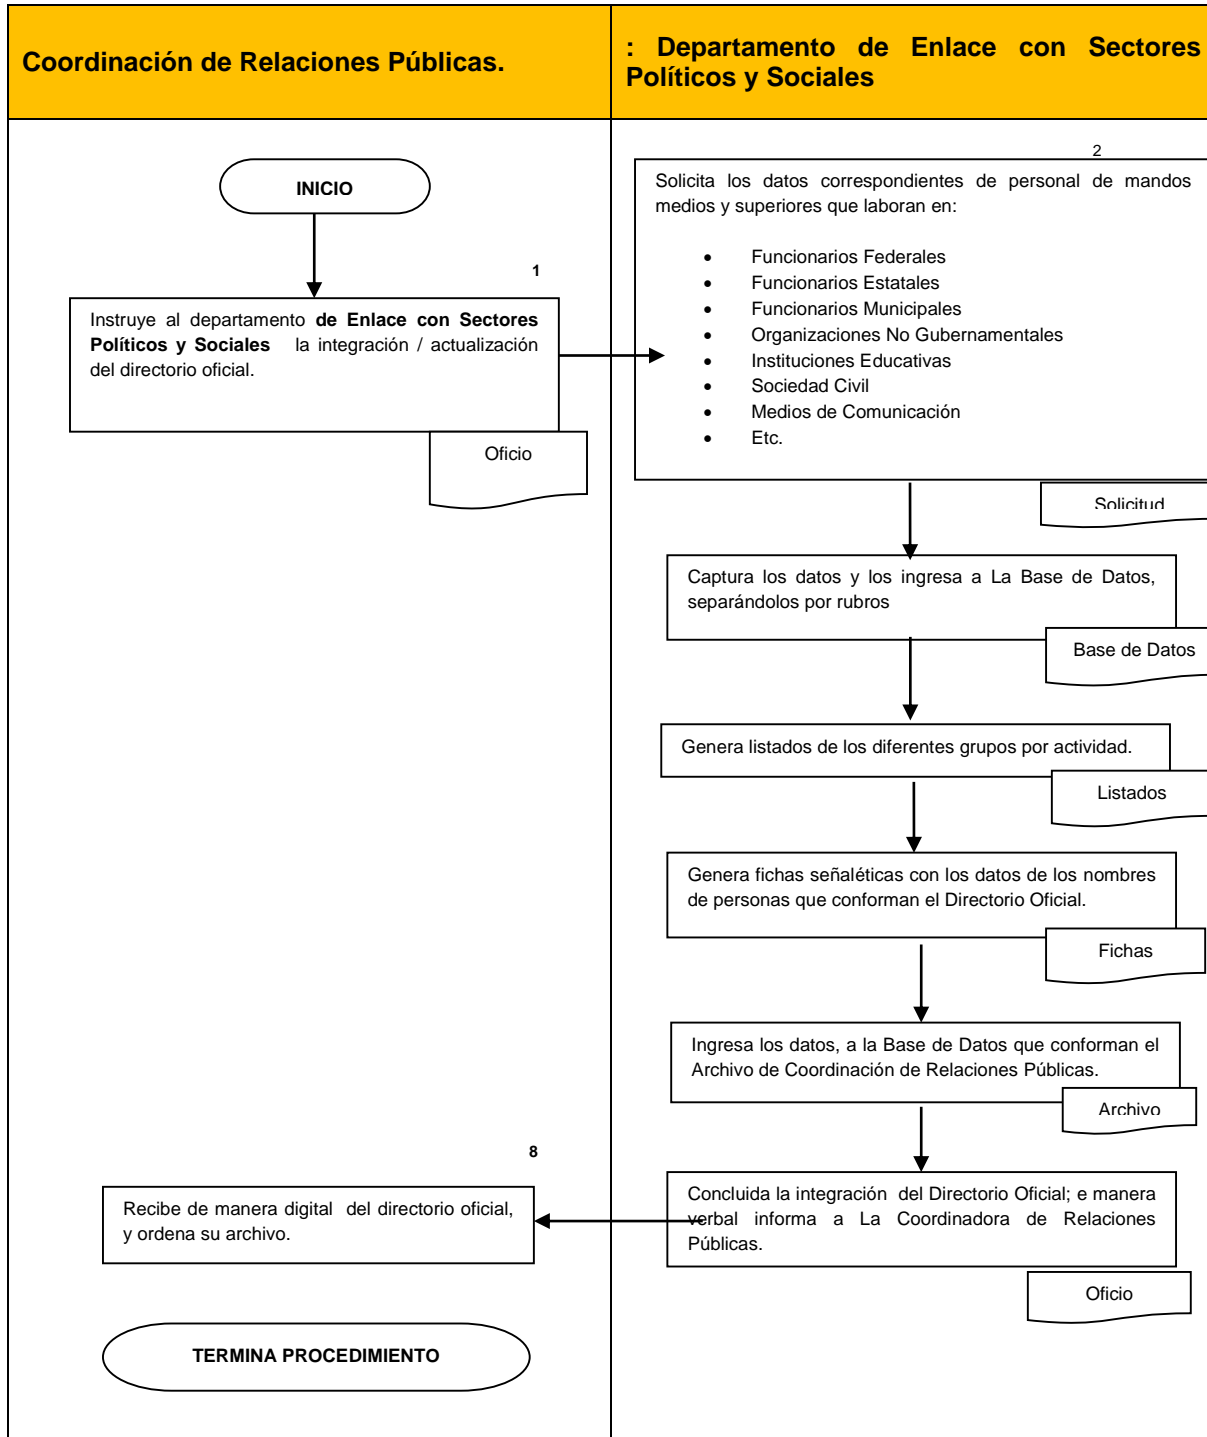 Coordinación de Relaciones Públicas.
: Departamento de Enlace con Sectores
Políticos y Sociales
INICIO
1
Instruye al departamento de Enlace con Sectores
Políticos y Sociales la integración / actualización
del directorio oficial.
Oficio
2
Solicita los datos correspondientes de personal de mandos
medios y superiores que laboran en:
• Funcionarios Federales
• Funcionarios Estatales
• Funcionarios Municipales
• Organizaciones No Gubernamentales
• Instituciones Educativas
• Sociedad Civil
• Medios de Comunicación
• Etc.
Solicitud
Captura los datos y los ingresa a La Base de Datos,
separándolos por rubros
Base de Datos
Genera listados de los diferentes grupos por actividad.
Listados
Genera fichas señaléticas con los datos de los nombres
de personas que conforman el Directorio Oficial.
Fichas
Ingresa los datos, a la Base de Datos que conforman el
Archivo de Coordinación de Relaciones Públicas.
Archivo
Concluida la integración del Directorio Oficial; e manera
verbal informa a La Coordinadora de Relaciones
Públicas.
Oficio
8
Recibe de manera digital del directorio oficial,
y ordena su archivo.
TERMINA PROCEDIMIENTO